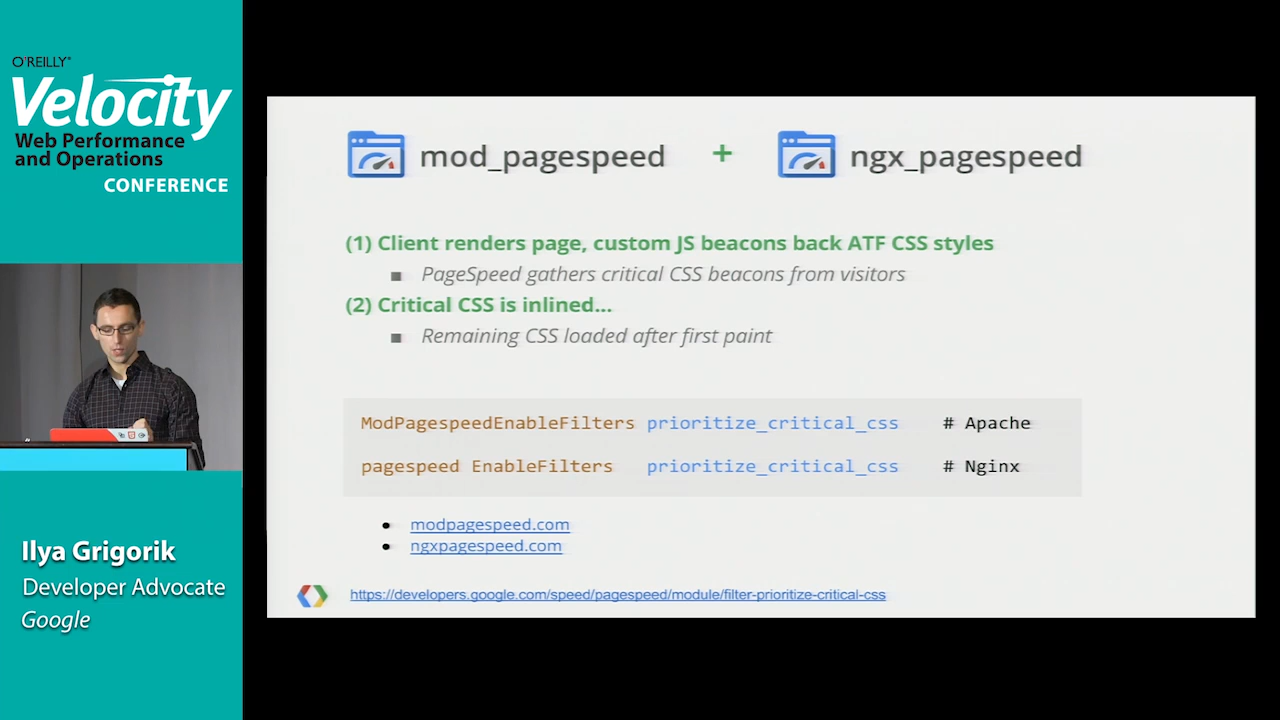 O'REILLY®
Velocity
Web Performance
and Operations
CONFERENCE
mod_pagespeed + ngx_pagespeed
(1) Client renders page, custom JS beacons back ATF CSS styles
■ PageSpeed gathers critical CSS beacons from visitors
(2) Critical CSS is inlined...
■ Remaining CSS loaded after first paint
ModPagespeedEnableFilters prioritize_critical_css # Apache
pagespeed EnableFilters prioritize_critical_css # Nginx
• modpagespeed.com
• ngxpagespeed.com
https://developers.google.com/speed/pagespeed/module/filter-prioritize-critical-css
Ilya Grigorik
Developer Advocate
Google